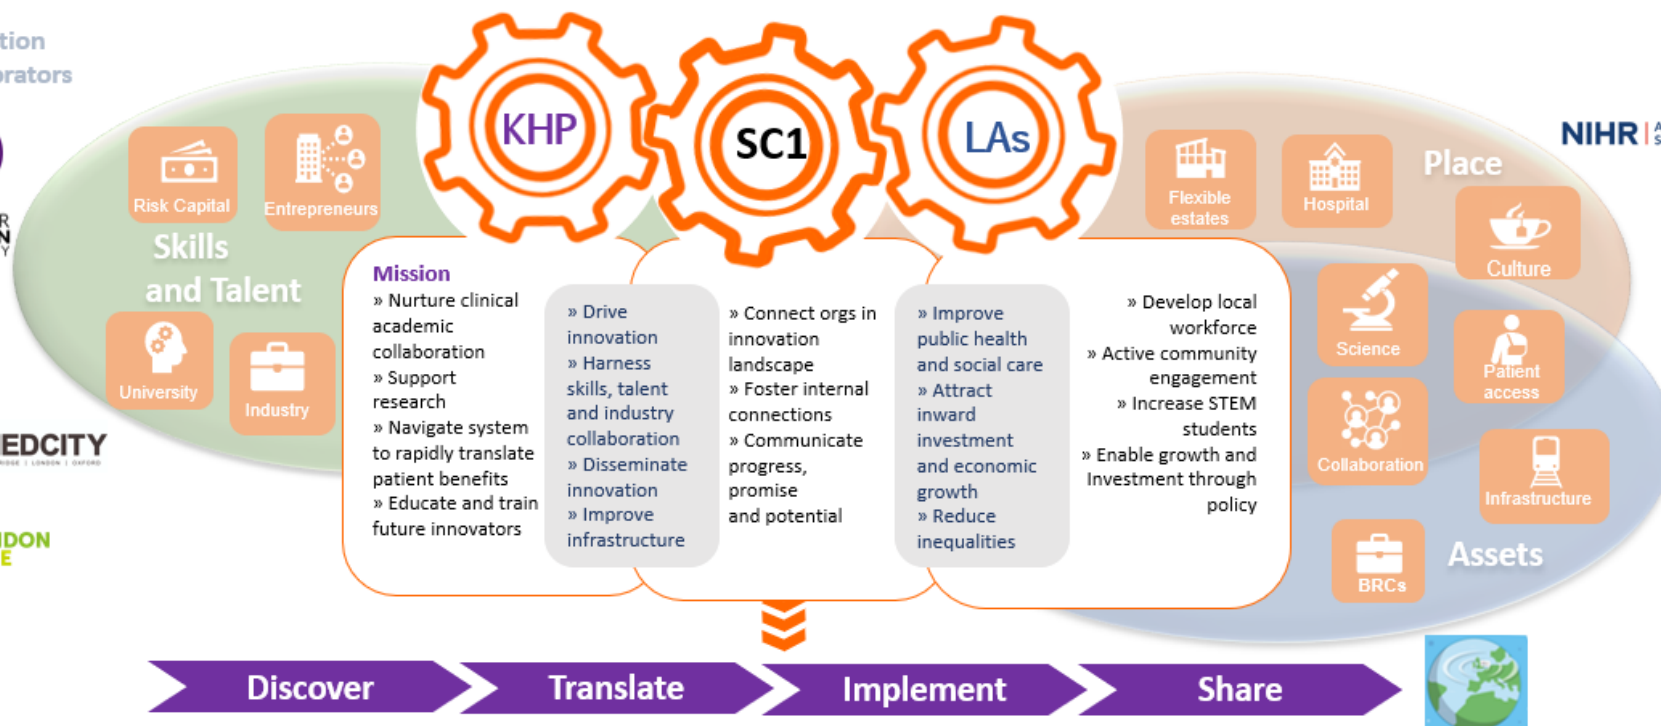 KHP
SC1
LAs
Risk Capital
Entrepreneurs
Skills
and Talent
University
Industry
EDCITY
LONDON | OXFORD
Mission
» Nurture clinical
academic
collaboration
» Support
research
» Navigate system
to rapidly translate
patient benefits
» Educate and train
future innovators
» Drive
innovation
» Harness
skills, talent
and industry
collaboration
» Disseminate
innovation
» Improve
infrastructure
» Connect orgs in
innovation
landscape
» Foster internal
connections
» Communicate
progress,
promise
and potential
» Improve
public health
and social care
» Attract
inward
investment
and economic
growth
» Reduce
inequalities
» Develop local
workforce
» Active community
engagement
» Increase STEM
students
» Enable growth and
Investment through
policy
Flexible
estates
Hospital
Place
Culture
NIHR
Science
Patient
access
Collaboration
Infrastructure
BRCs
Assets
Discover
Translate
Implement
Share